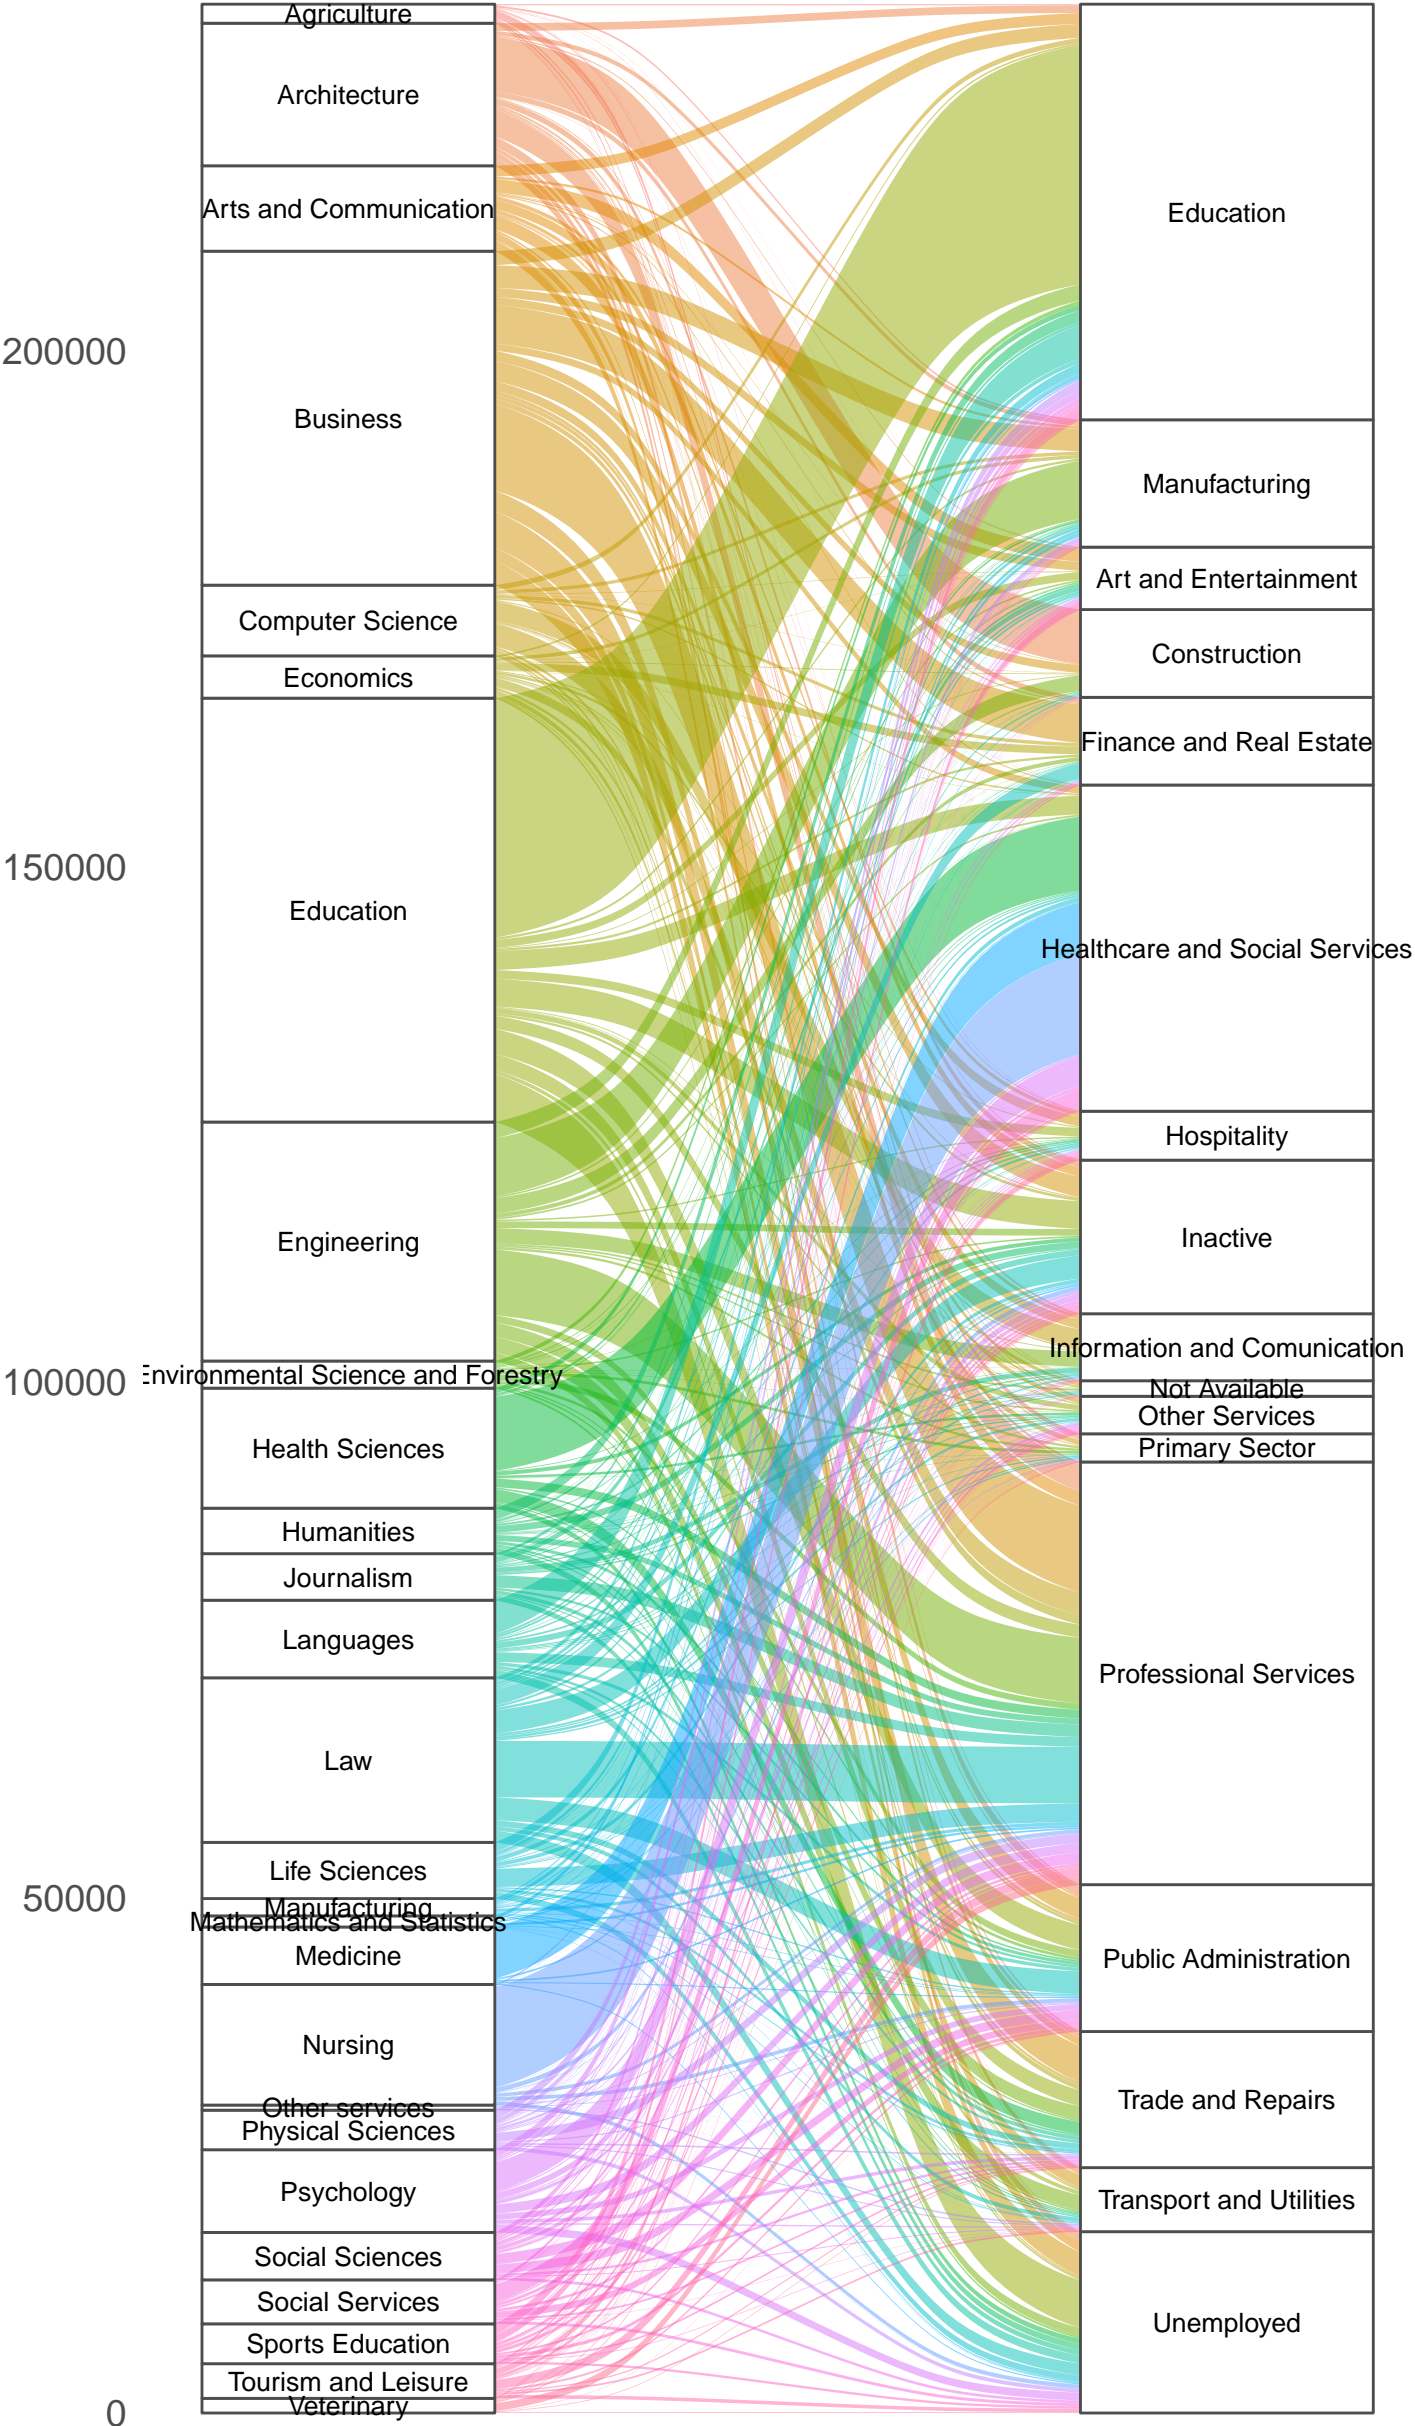 200000
150000
100000
50000
0
Agriculture
Architecture
Arts and Communication
Business
Computer Science
Economics
Education
Engineering
Environmental Science and Forestry
Health Sciences
Humanities
Journalism
Languages
Law
Life Sciences
Manufacturing
Mathematics and Statistics
Medicine
Nursing
Other services
Physical Sciences
Psychology
Social Sciences
Social Services
Sports Education
Tourism and Leisure
Veterinary
Education
Manufacturing
Art and Entertainment
Construction
Finance and Real Estate
Healthcare and Social Services
Hospitality
Inactive
Information and Comunication
Not Available
Other Services
Primary Sector
Professional Services
Public Administration
Trade and Repairs
Transport and Utilities
Unemployed